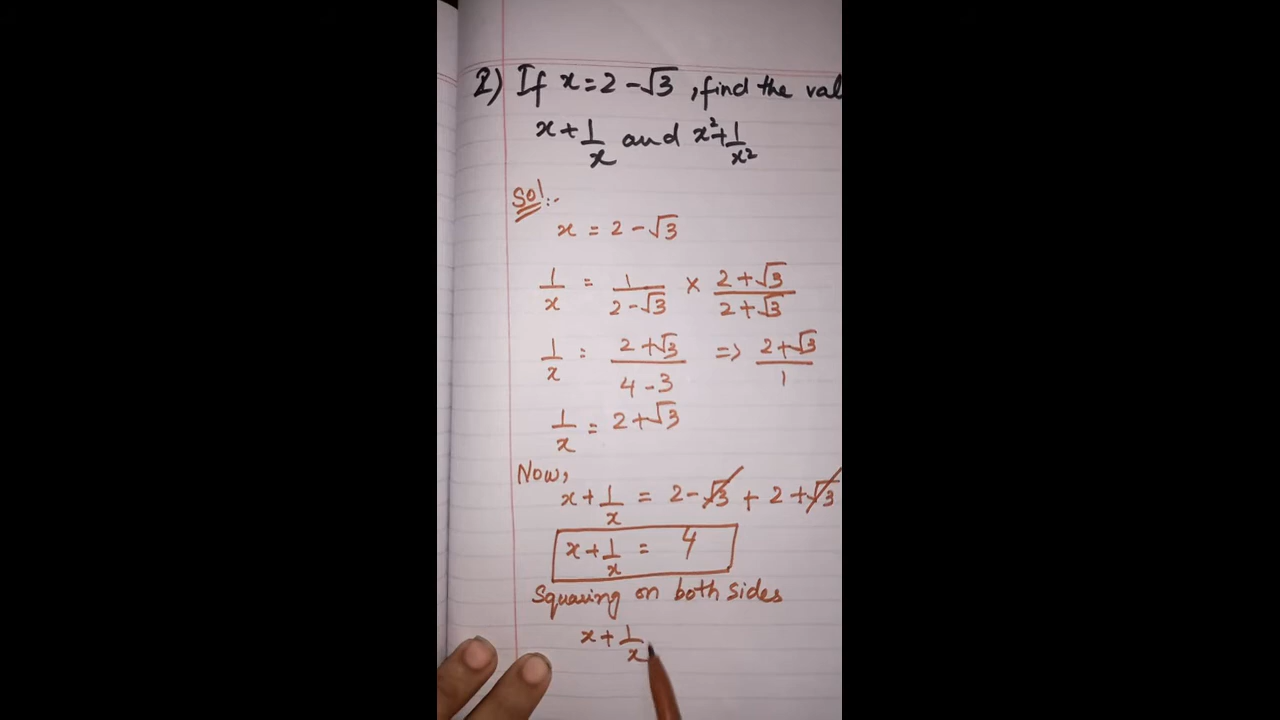 2) If x = 2 - √3, find the val
x + 1/x and x² + 1/x²
Sol:-
x = 2 - √3
1/x = 1/(2 - √3) × (2 + √3)/(2 + √3)
1/x = (2 + √3)/(4 - 3) => (2 + √3)/1
1/x = 2 + √3
Now,
x + 1/x = 2 - √3 + 2 + √3
x + 1/x = 4
Squaring on both sides
x + 1/x